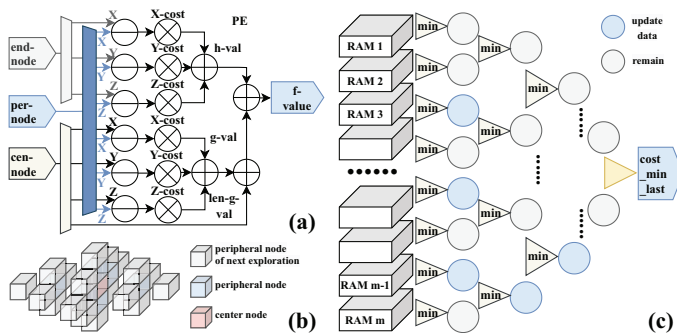 X
X-cost
PE
X
end-
node
Y
Y-cost
h-val
Y
per-
node
Z
Z-cost
f-
value
Z
X
X-cost
g-val
X
cen-
node
Y
Y-cost
Y
Z
Z-cost
len-g-
val
Z
(a)
peripheral node
of next exploration
peripheral node
center node
(b)
RAM 1
RAM 2
RAM 3
RAM m-1
RAM m
min
min
min
min
min
min
min
min
min
min
min
min
min
min
update
data
remain
cost
_min
_last
(c)